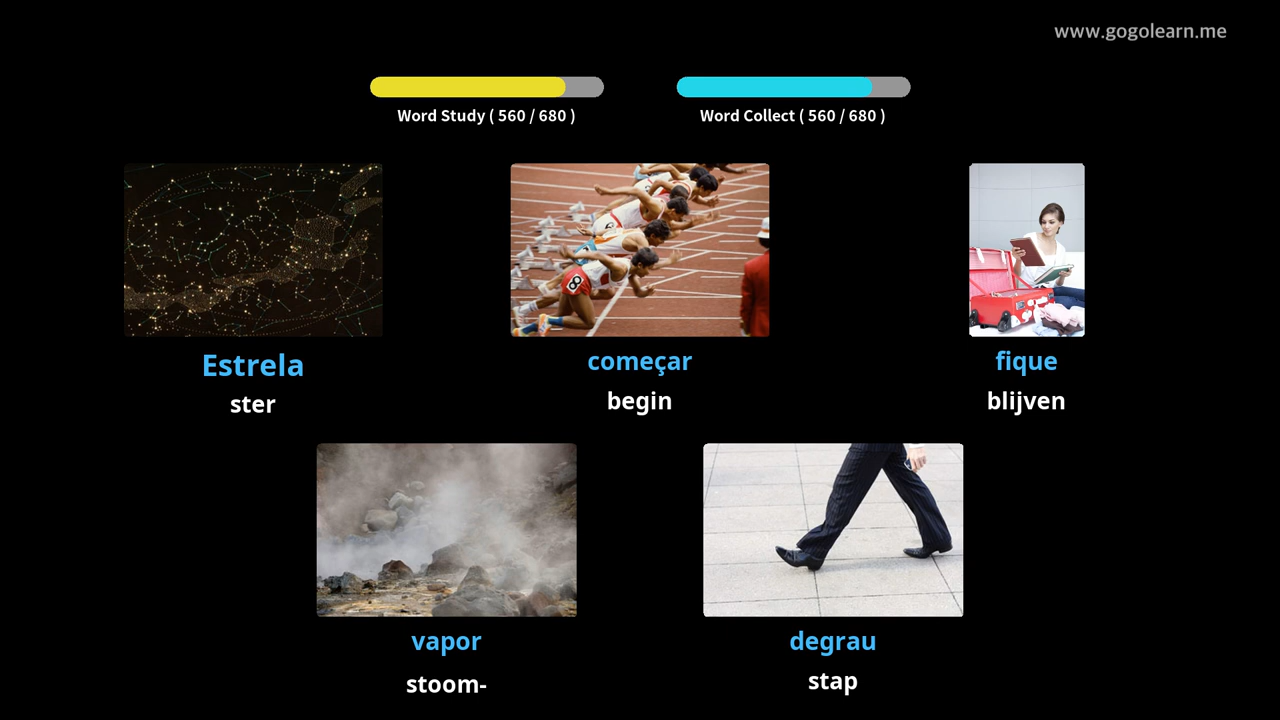 www.gogolearn.me
Word Study ( 560 / 680 )
Word Collect ( 560 / 680 )
Estrela
ster
começar
begin
fique
blijven
vapor
stoom-
degrau
stap